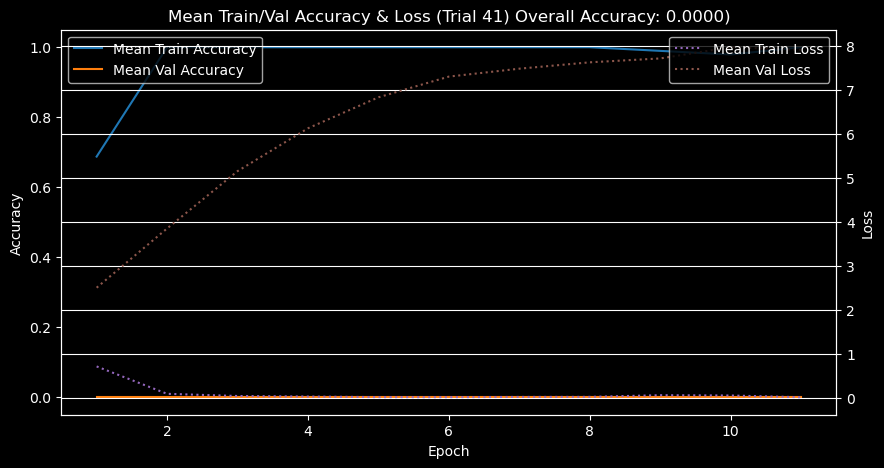 Mean Train/Val Accuracy & Loss (Trial 41) Overall Accuracy: 0.0000)
Mean Train Accuracy
Mean Val Accuracy
Mean Train Loss
Mean Val Loss
1.0
0.8
0.6
0.4
0.2
0.0
Accuracy
8
7
6
5
4
3
2
1
0
Loss
2
4
6
8
10
Epoch